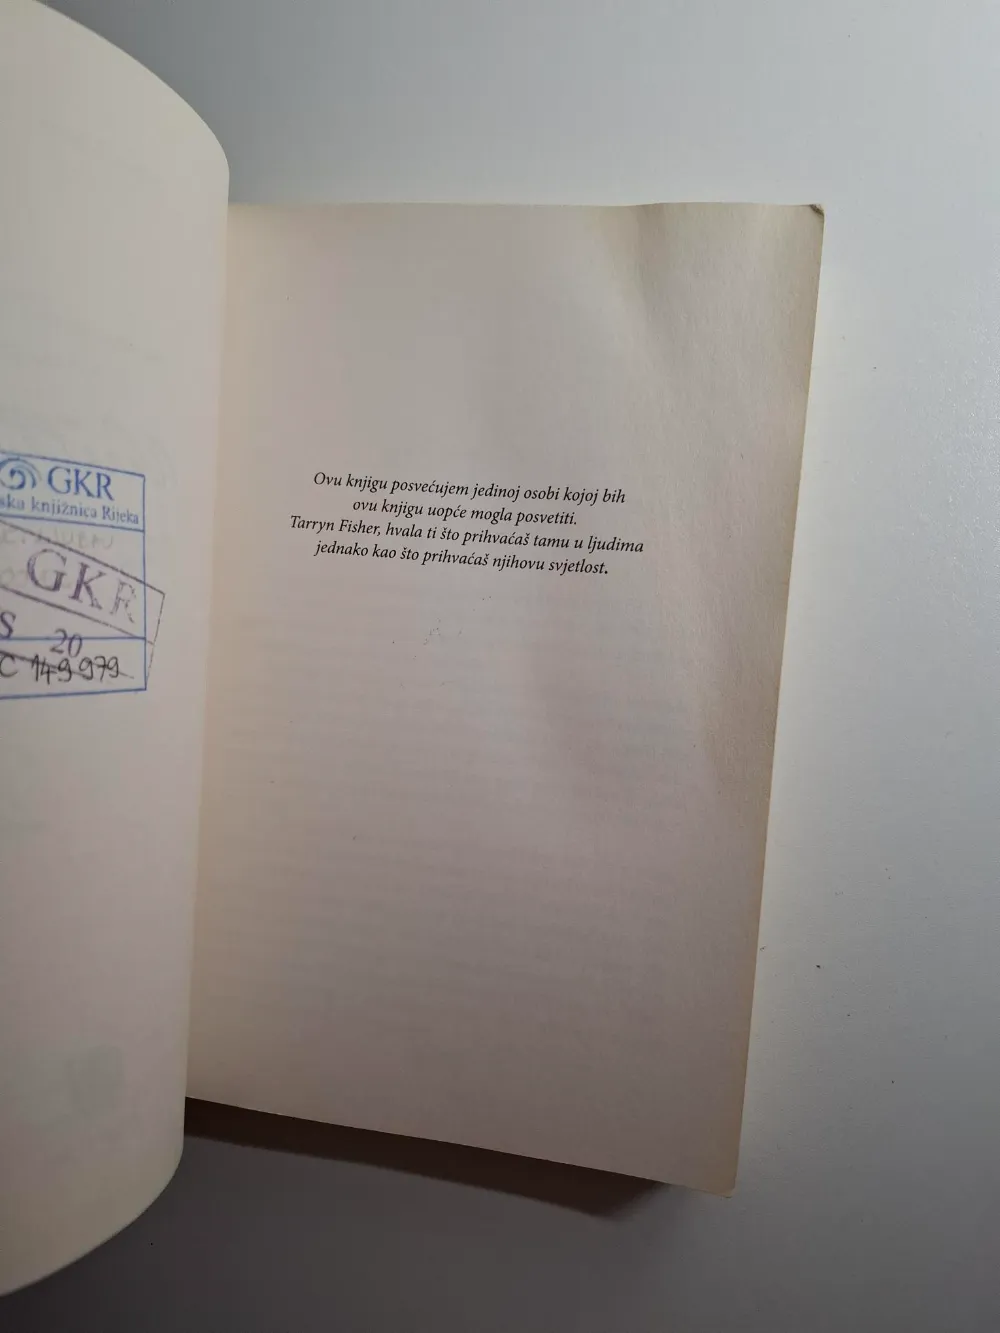 GKR
ska knjižnica Rijeka
GKR
S 20
C 149 979
Ovu knjigu posvećujem jedinoj osobi kojoj bih
ovu knjigu uopće mogla posvetiti.
Tarryn Fisher, hvala ti što prihvaćaš tamu u ljudima
jednako kao što prihvaćaš njihovu svjetlost.